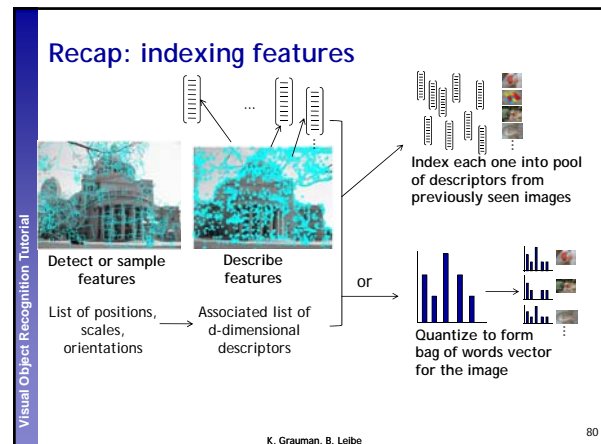 Recap: indexing features
...
Visual Object Recognition Tutorial
Detect or sample
features
Describe
features
List of positions,
scales,
orientations
Associated list of
d-dimensional
descriptors
Index each one into pool
of descriptors from
previously seen images
or
Quantize to form
bag of words vector
for the image
K. Grauman, B. Leibe
80